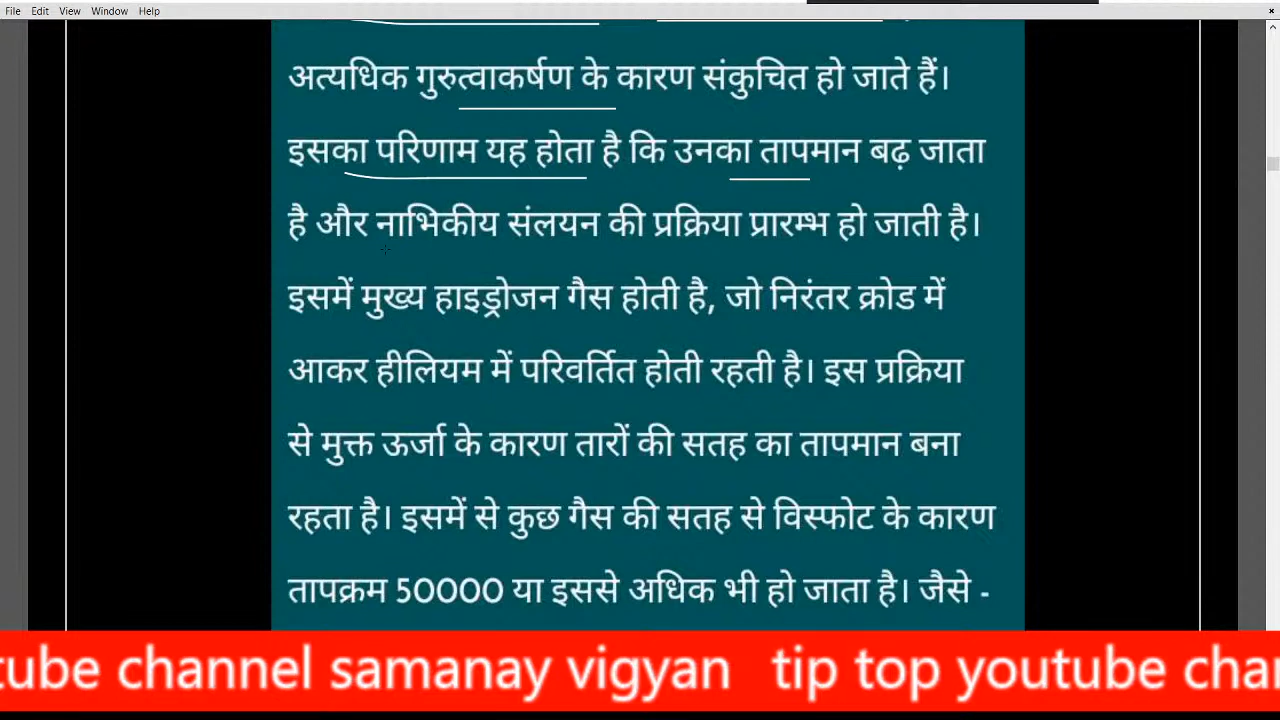 File Edit View Window Help
अत्यधिक गुरुत्वाकर्षण के कारण संकुचित हो जाते हैं।
इसका परिणाम यह होता है कि उनका तापमान बढ़ जाता
है और नाभिकीय संलयन की प्रक्रिया प्रारम्भ हो जाती है।
इसमें मुख्य हाइड्रोजन गैस होती है, जो निरंतर क्रोड में
आकर हीलियम में परिवर्तित होती रहती है। इस प्रक्रिया
से मुक्त ऊर्जा के कारण तारों की सतह का तापमान बना
रहता है। इसमें से कुछ गैस की सतह से विस्फोट के कारण
तापक्रम 50000 या इससे अधिक भी हो जाता है। जैसे -
tube channel samanay vigyan tip top youtube chan